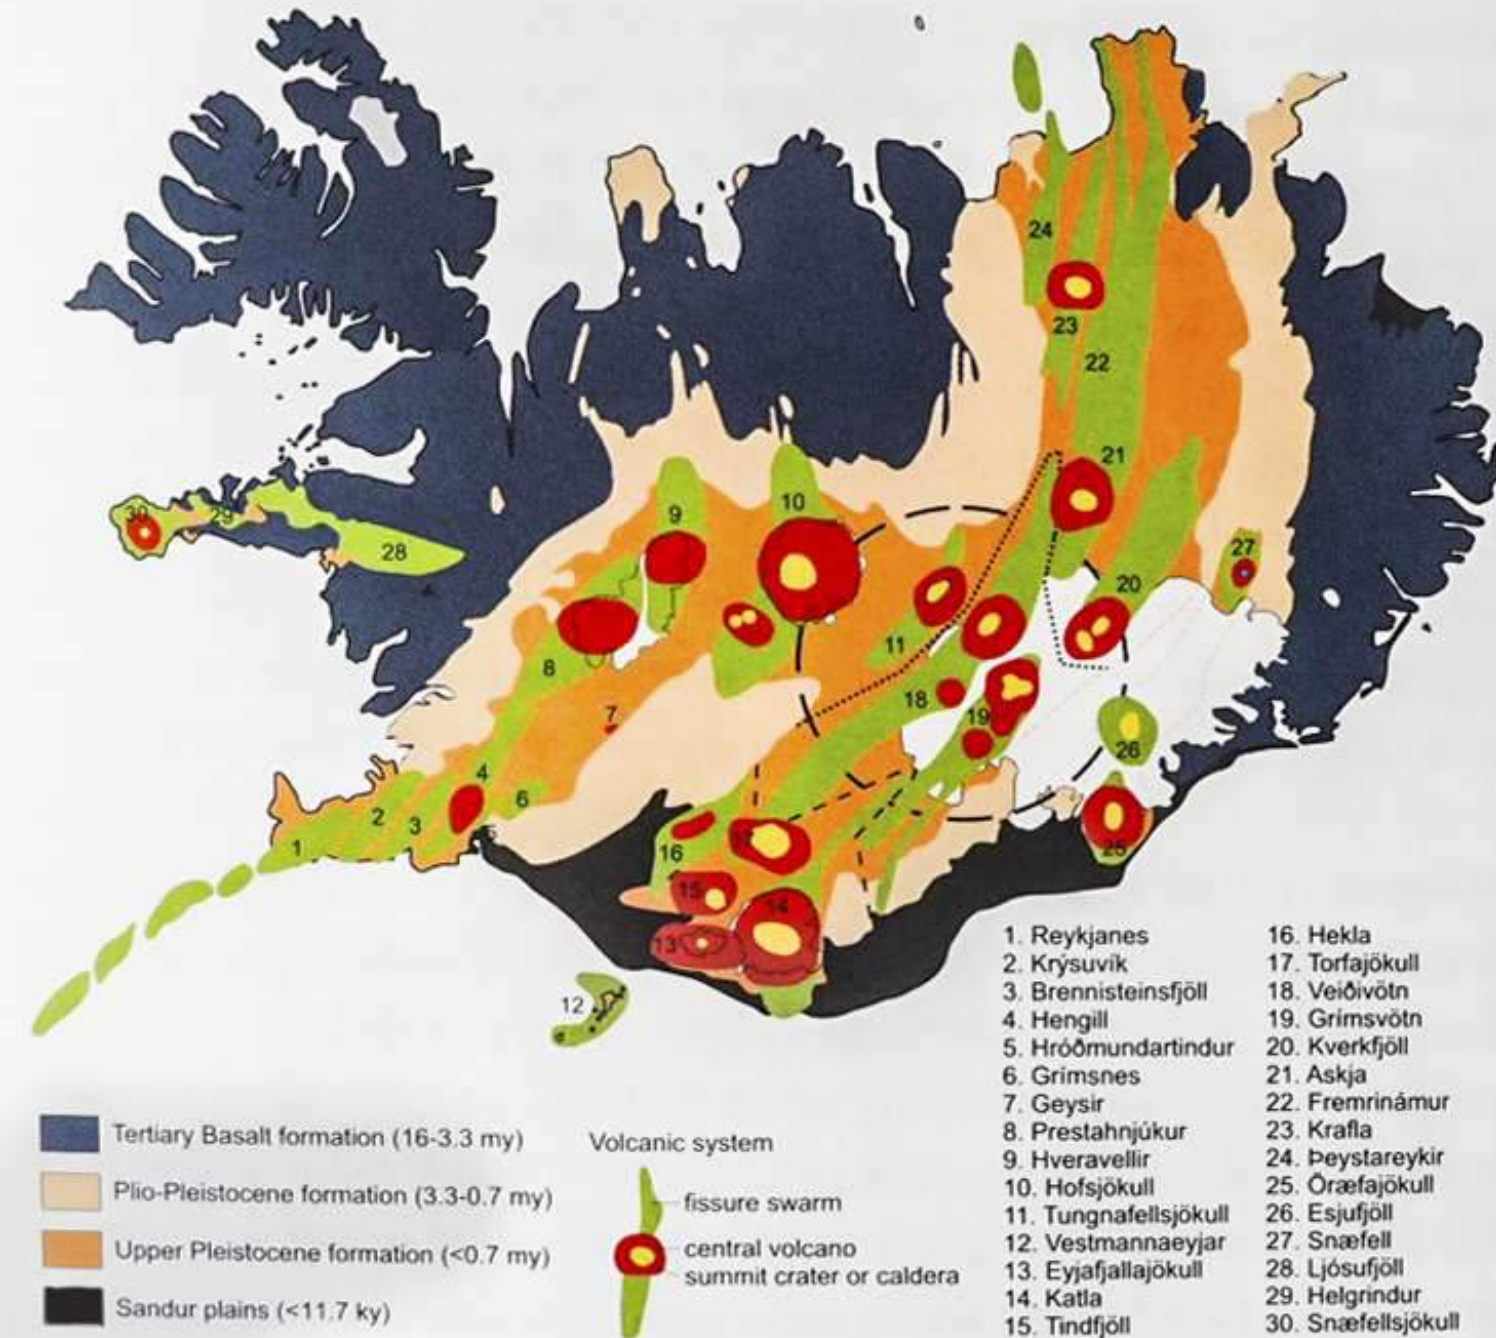 24
23
22
21
9
10
30
29
28
27
20
8
11
7
18
19
26
4
6
2
3
1
17
16
15
14
25
13
12
1. Reykjanes
2. Krýsuvík
3. Brennisteinsfjöll
4. Hengill
5. Hróðmundartindur
6. Grímsnes
7. Geysir
8. Prestahnjúkur
9. Hveravellir
10. Hofsjökull
11. Tungnafellsjökull
12. Vestmannaeyjar
13. Eyjafjallajökull
14. Katla
15. Tindfjöll
16. Hekla
17. Torfajökull
18. Veiðivötn
19. Grímsvötn
20. Kverkfjöll
21. Askja
22. Fremrinámur
23. Krafla
24. Þeystareykir
25. Öræfajökull
26. Esjufjöll
27. Snæfell
28. Ljósufjöll
29. Helgrindur
30. Snæfellsjökull
Tertiary Basalt formation (16-3.3 my)
Plio-Pleistocene formation (3.3-0.7 my)
Upper Pleistocene formation (<0.7 my)
Sandur plains (<11.7 ky)
Volcanic system
fissure swarm
central volcano
summit crater or caldera